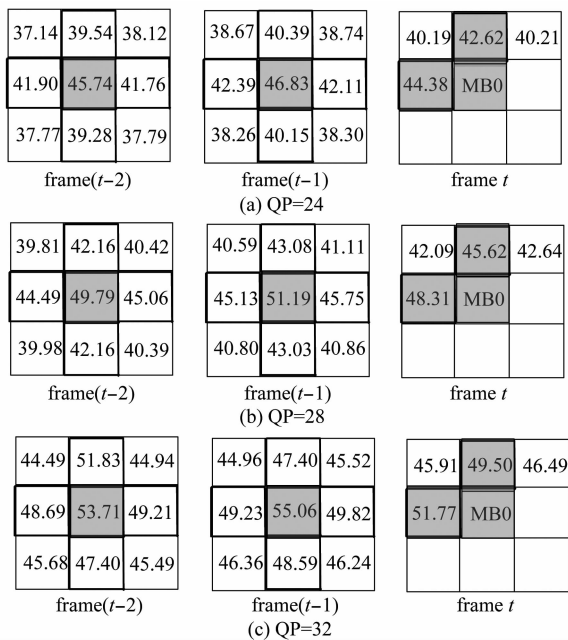 37.14 39.54 38.12 38.67 40.39 38.74 40.19 42.62 40.21
41.90 45.74 41.76 42.39 46.83 42.11 44.38 MB0
37.77 39.28 37.79 38.26 40.15 38.30
frame(t−2) frame(t−1) frame t
(a) QP=24
39.81 42.16 40.42 40.59 43.08 41.11 42.09 45.62 42.64
44.49 49.79 45.06 45.13 51.19 45.75 48.31 MB0
39.98 42.16 40.39 40.80 43.03 40.86
frame(t−2) frame(t−1) frame t
(b) QP=28
44.49 51.83 44.94 44.96 47.40 45.52 45.91 49.50 46.49
48.69 53.71 49.21 49.23 55.06 49.82 51.77 MB0
45.68 47.40 45.49 46.36 48.59 46.24
frame(t−2) frame(t−1) frame t
(c) QP=32